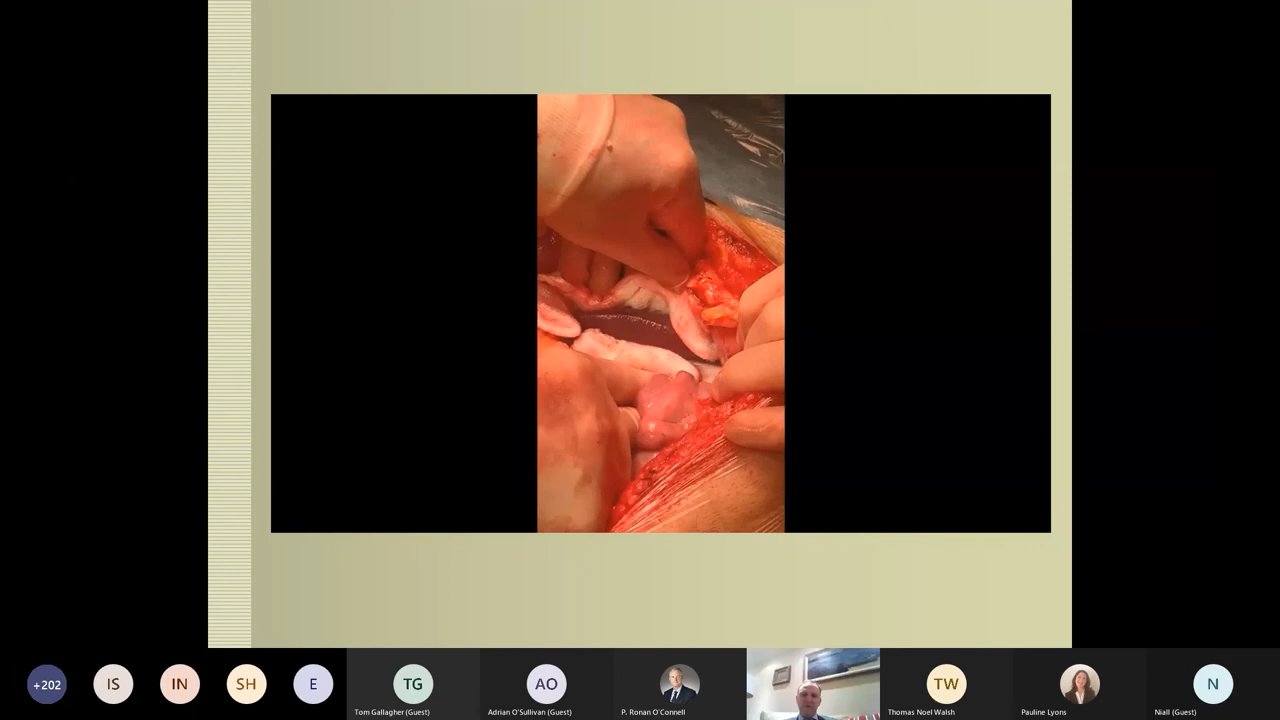 +202
IS
IN
SH
E
TG
AO
TW
N
Tom Gallagher (Guest)
Adrian O'Sullivan (Guest)
P. Ronan O'Connell
Thomas Noel Walsh
Pauline Lyons
Niall (Guest)